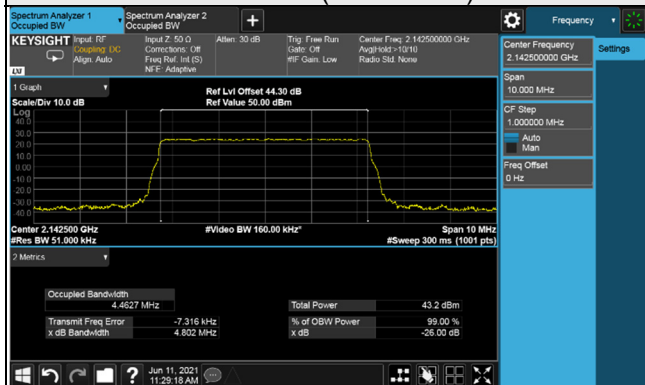 Spectrum Analyzer 1
Occupied BW
Spectrum Analyzer 2
Occupied BW
+
Frequency
KEYSIGHT
Input: RF
Coupling: DC
Align: Auto
Input Z: 50 Ω
Corrections: Off
Freq Ref: Int (S)
NFE: Adaptive
Atten: 30 dB
Trig: Free Run
Gate: Off
#IF Gain: Low
Center Freq: 2.142500000 GHz
Avg|Hold:>10/10
Radio Std: None
LXI
Center Frequency
2.142500000 GHz
Settings
Span
10.000 MHz
CF Step
1.000000 MHz
Auto
Man
Freq Offset
0 Hz
1 Graph
Scale/Div 10.0 dB
Ref Lvl Offset 44.30 dB
Ref Value 50.00 dBm
Log
40.0
30.0
20.0
10.0
0.00
-10.0
-20.0
-30.0
-40.0
Center 2.142500 GHz
#Res BW 51.000 kHz
#Video BW 160.00 kHz*
Span 10 MHz
#Sweep 300 ms (1001 pts)
2 Metrics
Occupied Bandwidth
4.4627 MHz
Total Power 43.2 dBm
Transmit Freq Error -7.316 kHz
% of OBW Power 99.00 %
x dB Bandwidth 4.802 MHz
x dB -26.00 dB
?
Jun 11, 2021
11:29:18 AM